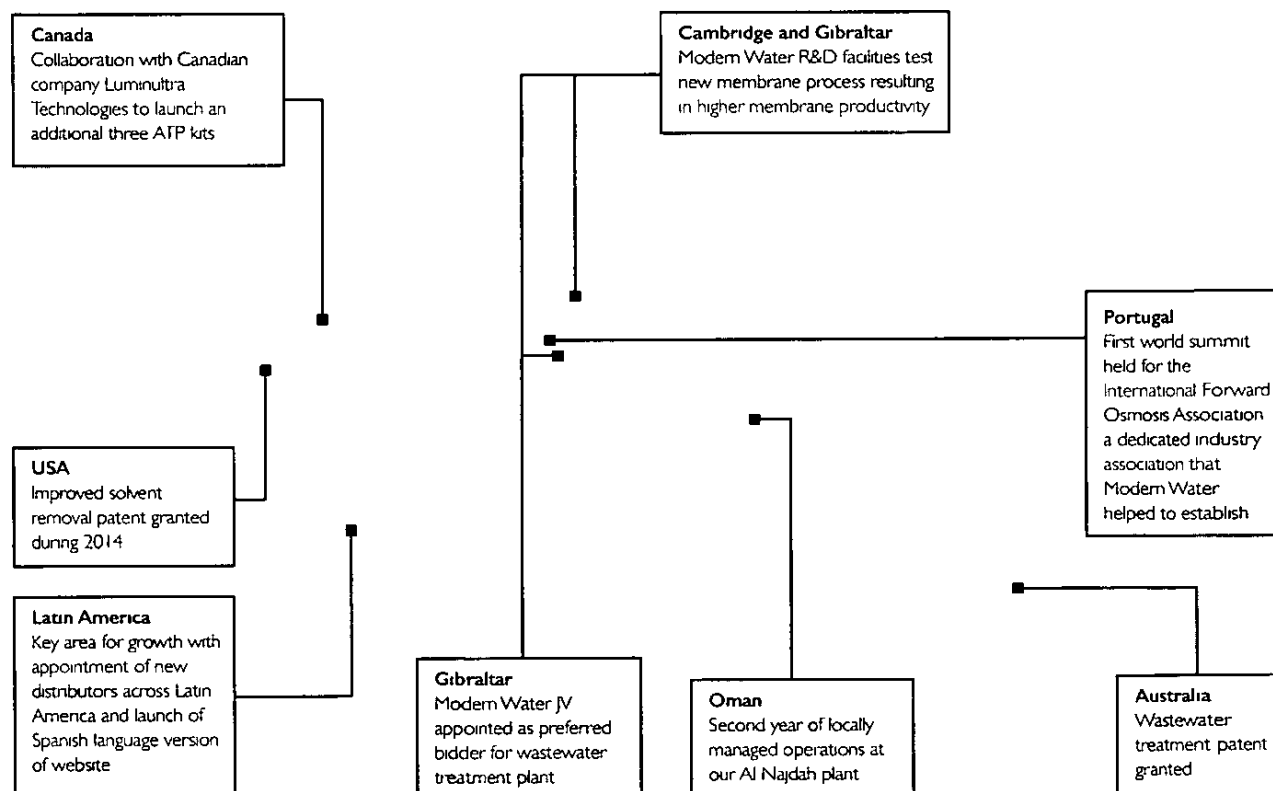 Canada
Collaboration with Canadian
company Luminultra
Technologies to launch an
additional three ATP kits
Cambridge and Gibraltar
Modern Water R&D facilities test
new membrane process resulting
in higher membrane productivity
Portugal
First world summit
held for the
International Forward
Osmosis Association
a dedicated industry
association that
Modern Water
helped to establish
USA
Improved solvent
removal patent granted
during 2014
Latin America
Key area for growth with
appointment of new
distributors across Latin
America and launch of
Spanish language version
of website
Gibraltar
Modern Water JV
appointed as preferred
bidder for wastewater
treatment plant
Oman
Second year of locally
managed operations at
our Al Najdah plant
Australia
Wastewater
treatment patent
granted